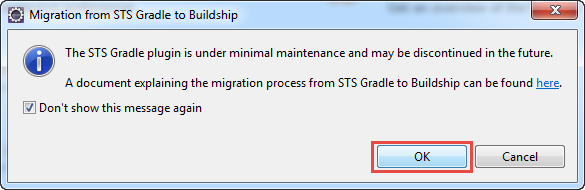 Migration from STS Gradle to Buildship
The STS Gradle plugin is under minimal maintenance and may be discontinued in the future.
A document explaining the migration process from STS Gradle to Buildship can be found here.
Don't show this message again
OK
Cancel